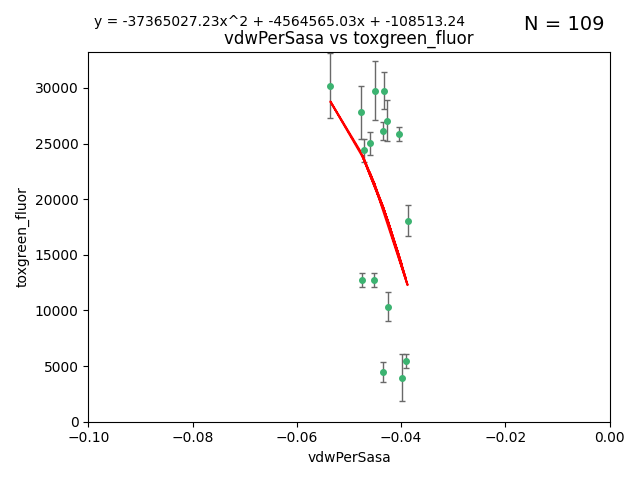 y = -37365027.23x^2 + -4564565.03x + -108513.24
N = 109
vdwPerSasa vs toxgreen_fluor
30000
25000
20000
15000
10000
5000
0
toxgreen_fluor
−0.10 −0.08 −0.06 −0.04 −0.02 0.00
vdwPerSasa